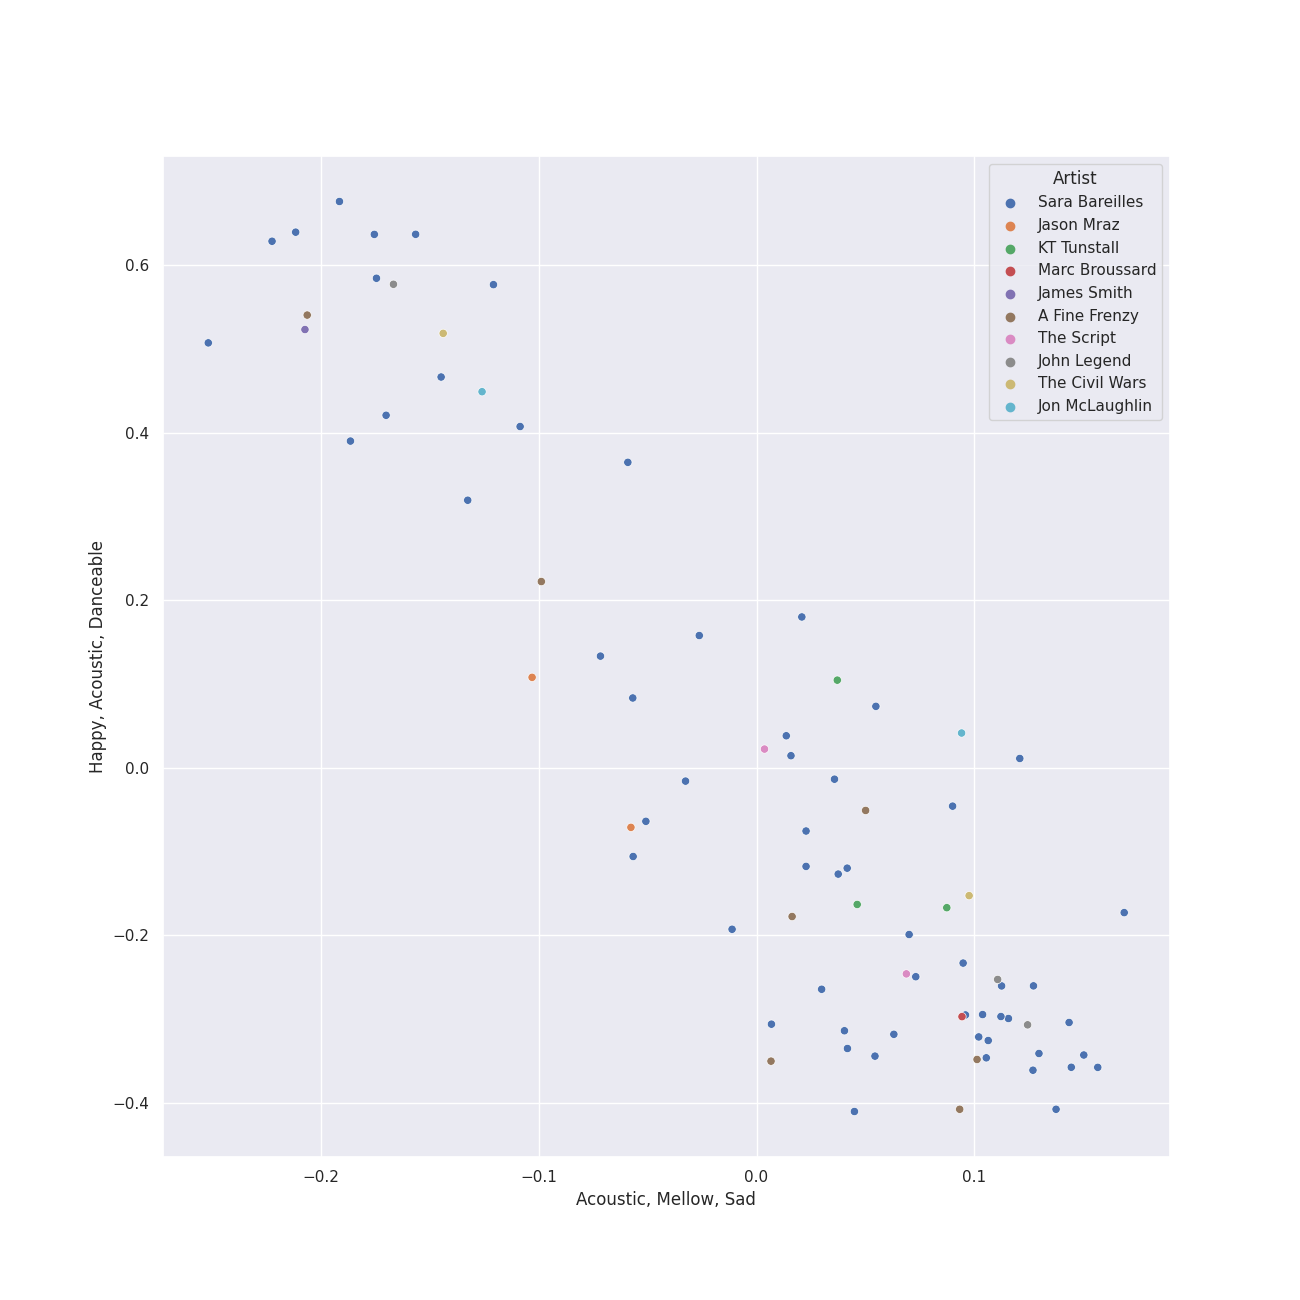 Artist
Sara Bareilles
Jason Mraz
KT Tunstall
Marc Broussard
James Smith
A Fine Frenzy
The Script
John Legend
The Civil Wars
Jon McLaughlin
0.6
0.4
0.2
0.0
−0.2
−0.4
Happy, Acoustic, Danceable
−0.2 −0.1 0.0 0.1
Acoustic, Mellow, Sad